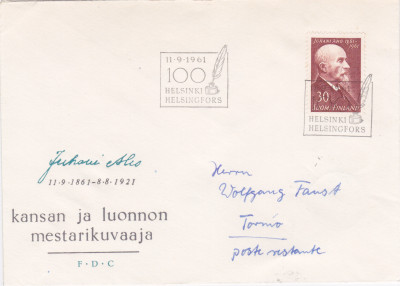 11-9-1961
100
HELSINKI
HELSINGFORS
JUHANI AHO 1861-
1921
30
SUOMI-FINLAND
HELSINKI
HELSINGFORS
Juhani Aho
11·9·1861–8·8·1921
kansan ja luonnon
mestarikuvaaja
F·D·C
Herrn
Wolfgang Faust
Tornio
poste restante